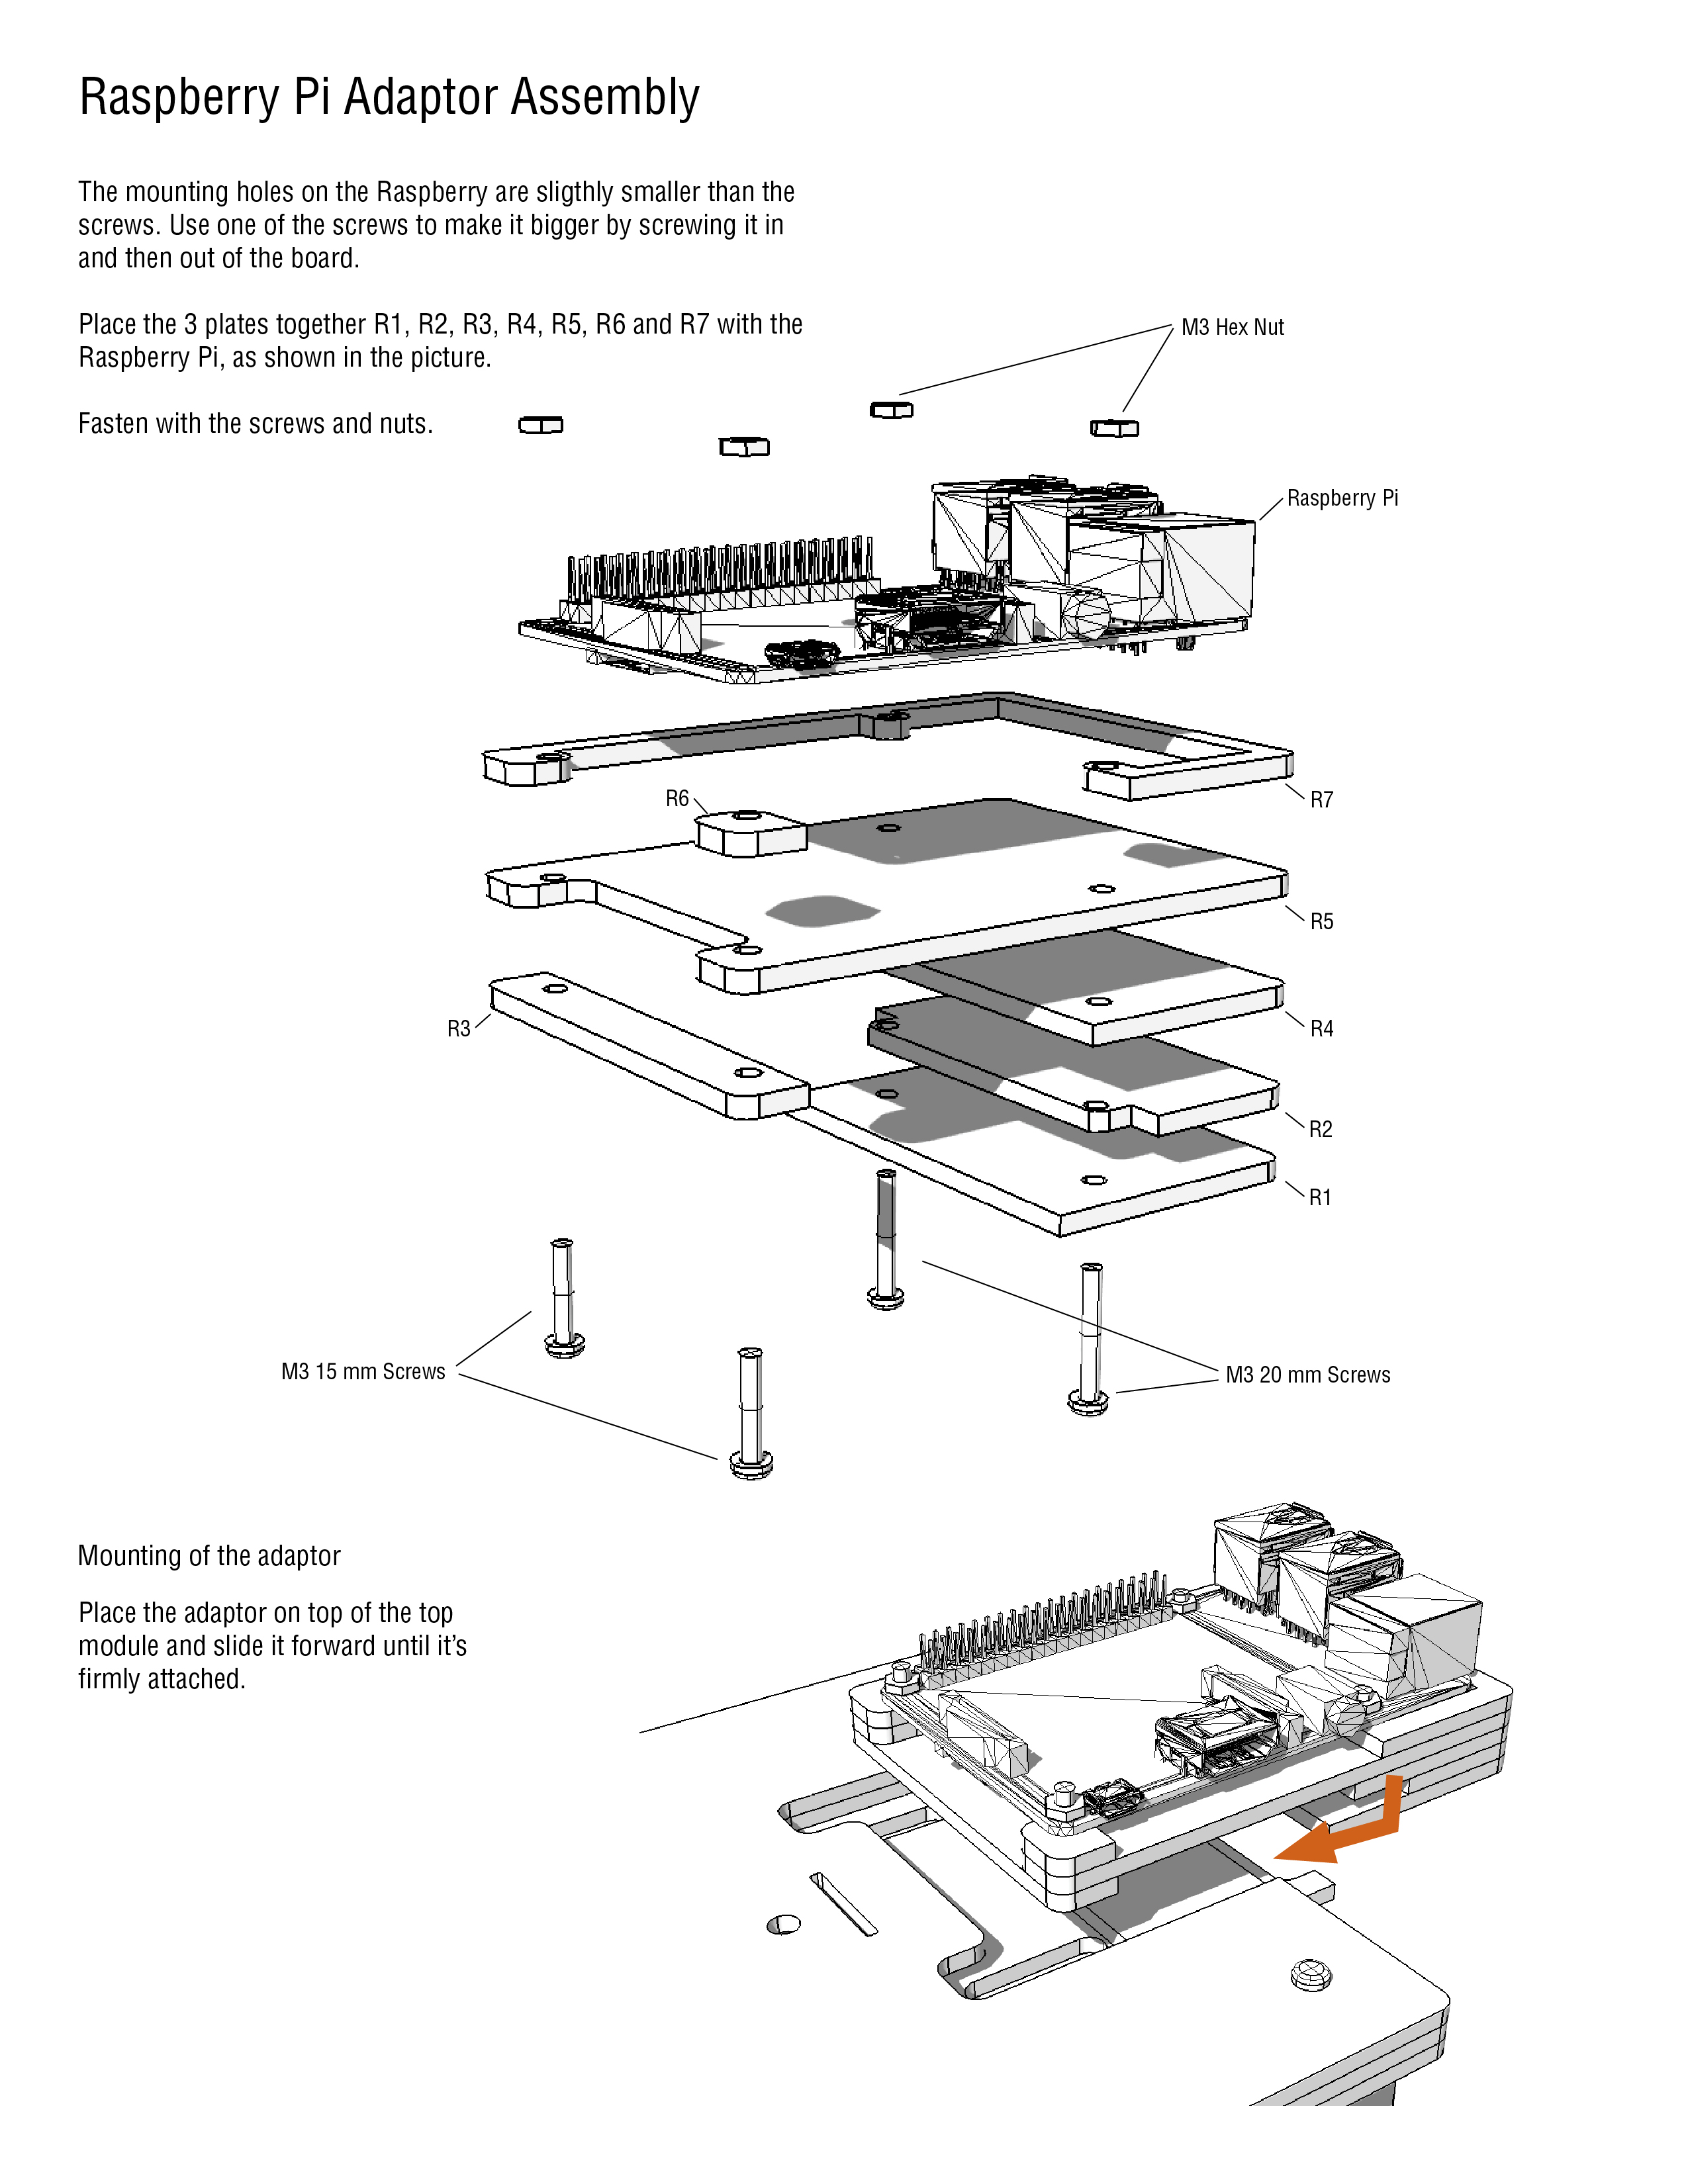 Raspberry Pi Adaptor Assembly
The mounting holes on the Raspberry are sligthly smaller than the
screws. Use one of the screws to make it bigger by screwing it in
and then out of the board.
Place the 3 plates together R1, R2, R3, R4, R5, R6 and R7 with the
Raspberry Pi, as shown in the picture.
Fasten with the screws and nuts.
M3 Hex Nut
Raspberry Pi
R7
R6
R5
R3
R4
R2
R1
M3 15 mm Screws
M3 20 mm Screws
Mounting of the adaptor
Place the adaptor on top of the top
module and slide it forward until it’s
firmly attached.